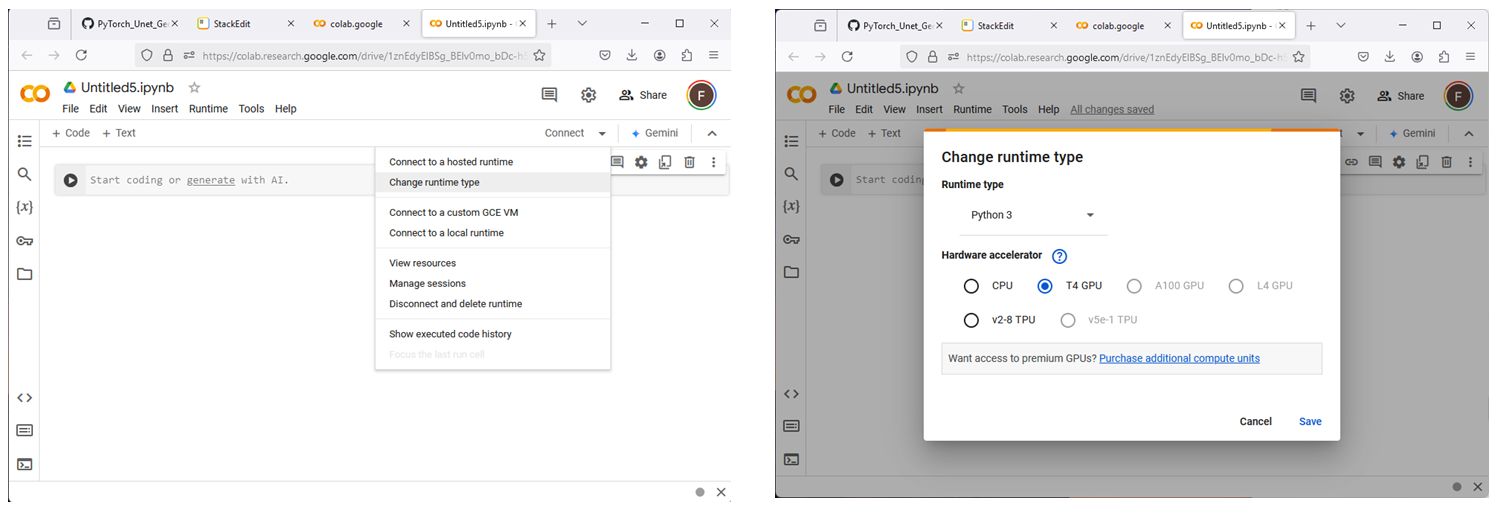 PyTorch_Unet_Ge
StackEdit
colab.google
Untitled5.ipynb -
https://colab.research.google.com/drive/1znEdyElBSg_BElv0mo_bDc-h
Untitled5.ipynb
File Edit View Insert Runtime Tools Help
Share
F
+ Code + Text
Connect
Gemini
Start coding or generate with AI.
{x}
Connect to a hosted runtime
Change runtime type
Connect to a custom GCE VM
Connect to a local runtime
View resources
Manage sessions
Disconnect and delete runtime
Show executed code history
Focus the last run cell
PyTorch_Unet_Ge
StackEdit
colab.google
Untitled5.ipynb -
https://colab.research.google.com/drive/1znEdyElBSg_BElv0mo_bDc-h
Untitled5.ipynb
File Edit View Insert Runtime Tools Help All changes saved
Share
F
+ Code + Text
t
Gemini
Start coding
{x}
Change runtime type
Runtime type
Python 3
Hardware accelerator
?
CPU T4 GPU A100 GPU L4 GPU
v2-8 TPU v5e-1 TPU
Want access to premium GPUs? Purchase additional compute units
Cancel Save